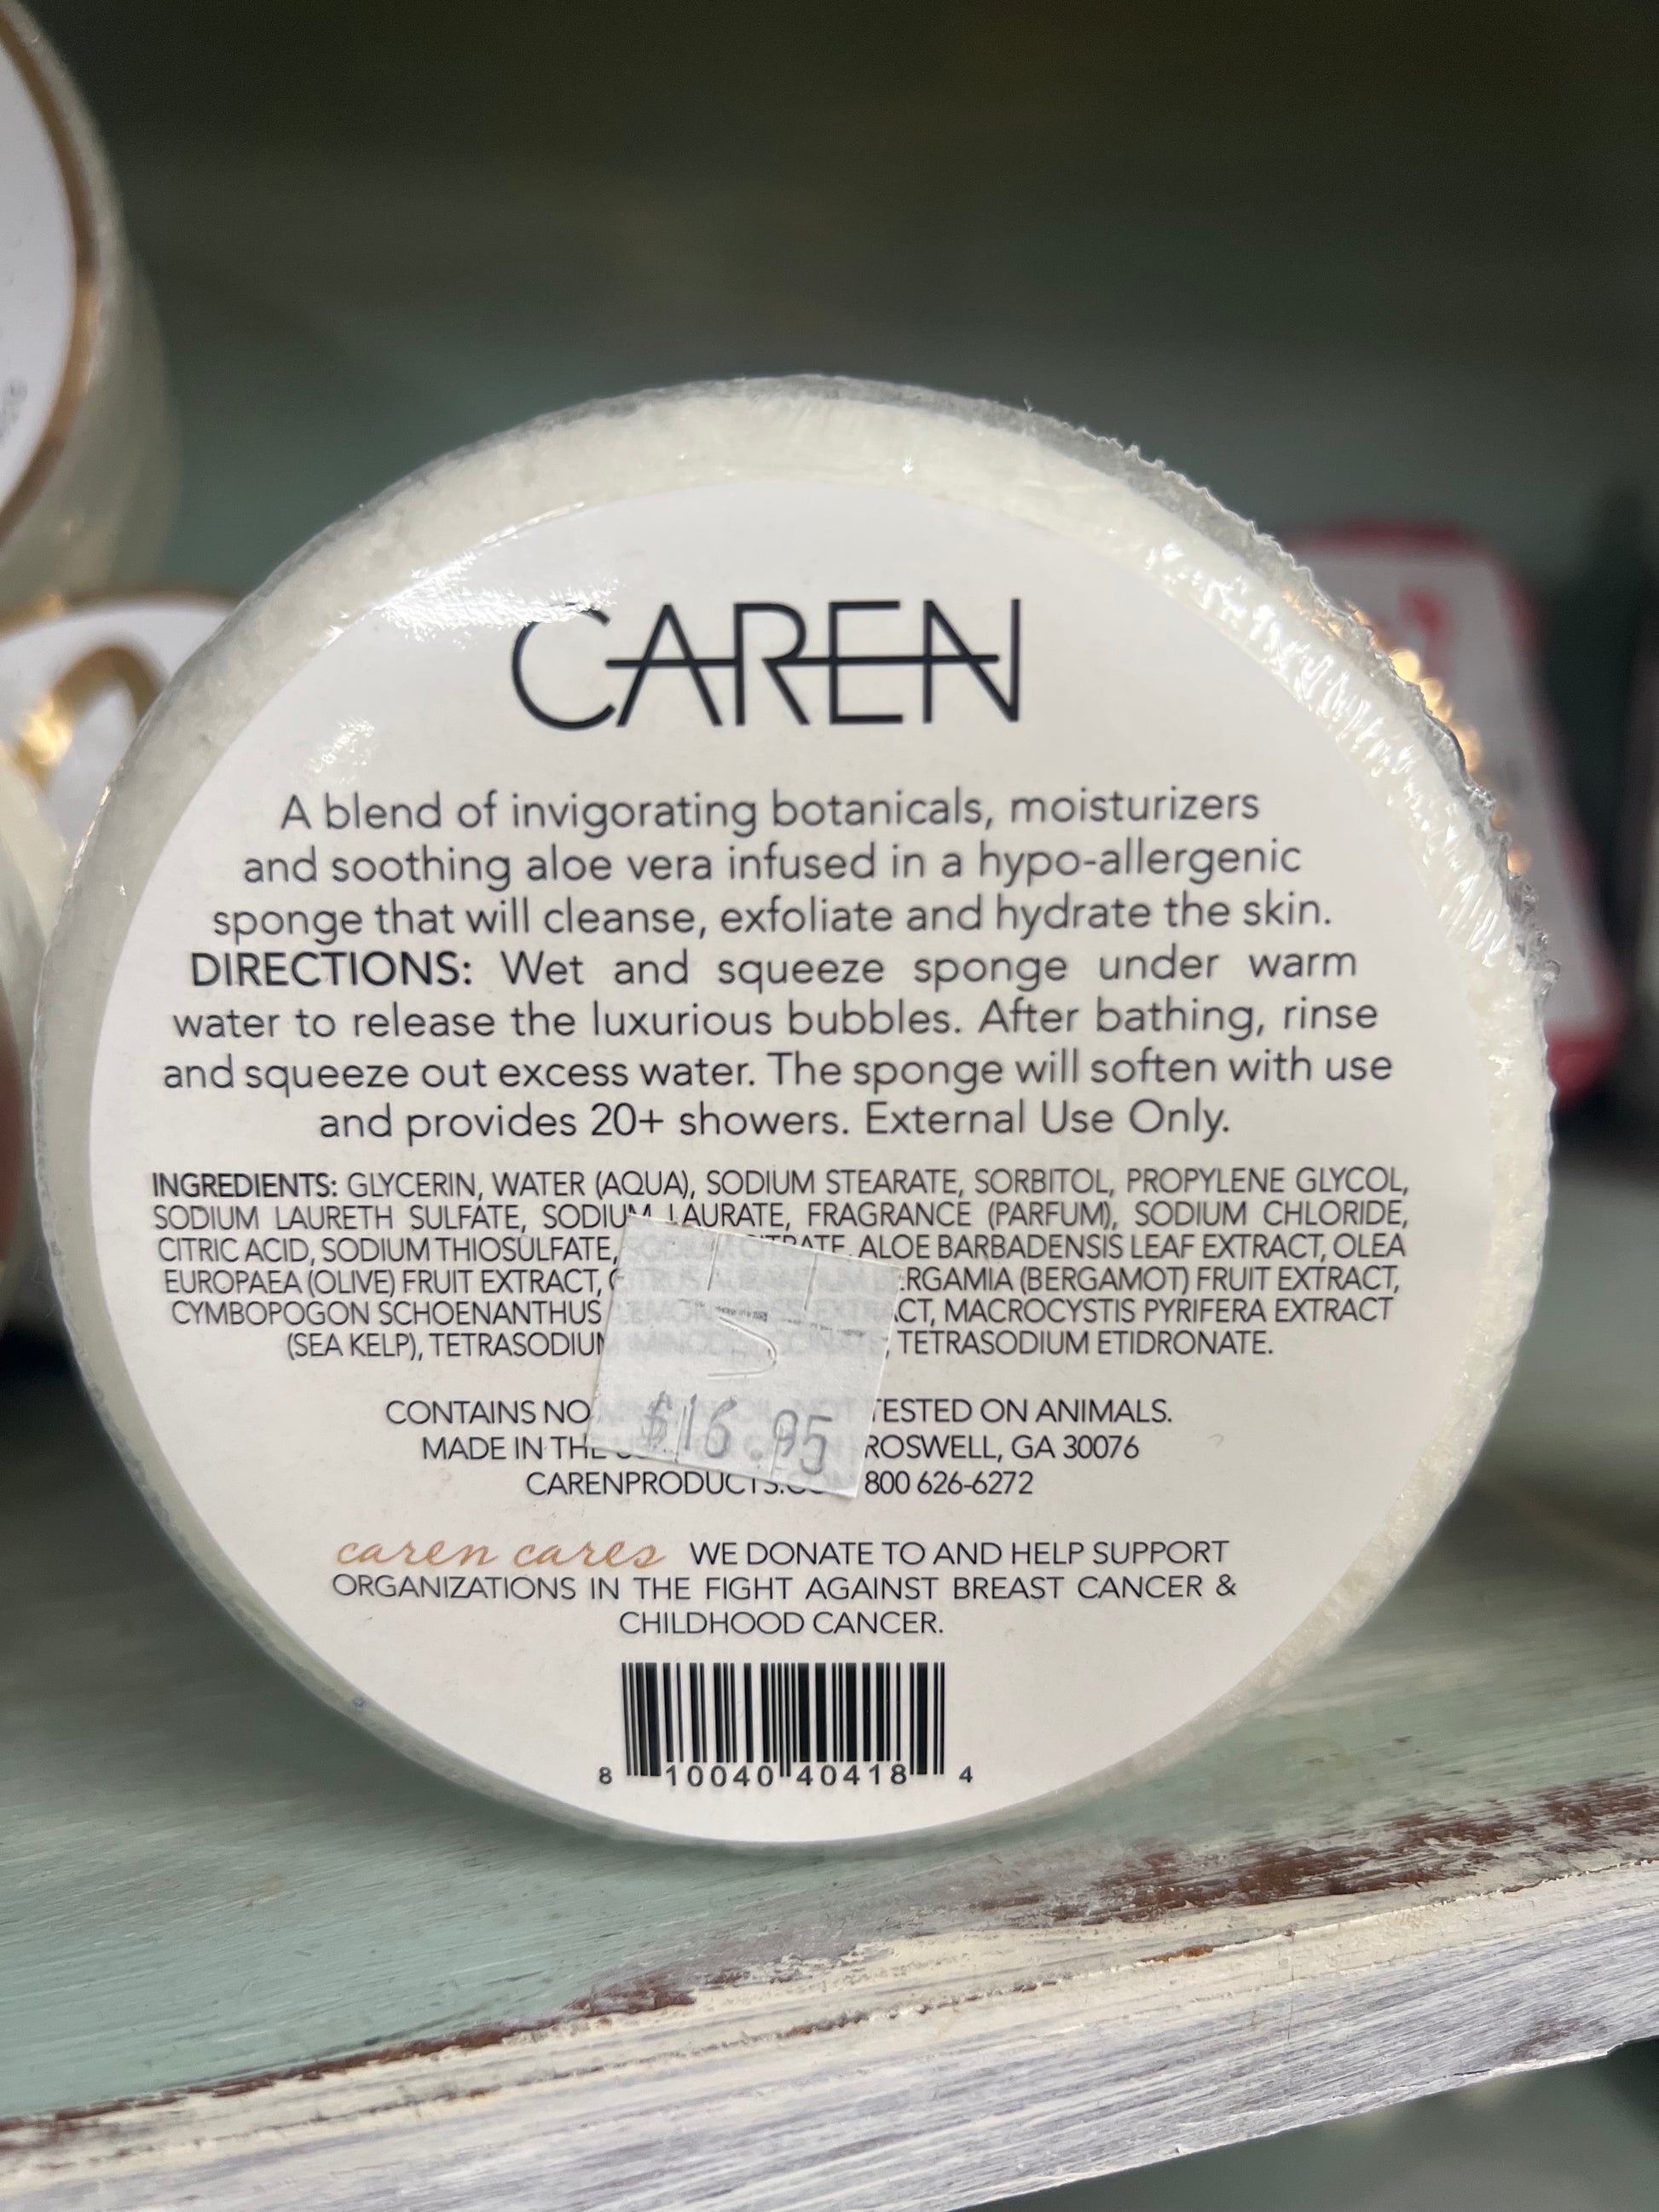 CAREN
A blend of invigorating botanicals, moisturizers
and soothing aloe vera infused in a hypo-allergenic
sponge that will cleanse, exfoliate and hydrate the skin.
DIRECTIONS: Wet and squeeze sponge under warm
water to release the luxurious bubbles. After bathing, rinse
and squeeze out excess water. The sponge will soften with use
and provides 20+ showers. External Use Only.
INGREDIENTS: GLYCERIN, WATER (AQUA), SODIUM STEARATE, SORBITOL, PROPYLENE GLYCOL,
SODIUM LAURETH SULFATE, SODIUM LAURATE, FRAGRANCE (PARFUM), SODIUM CHLORIDE,
CITRIC ACID, SODIUM THIOSULFATE, SODIUM CITRATE, ALOE BARBADENSIS LEAF EXTRACT, OLEA
EUROPAEA (OLIVE) FRUIT EXTRACT, CITRUS AURANTIUM BERGAMIA (BERGAMOT) FRUIT EXTRACT,
CYMBOPOGON SCHOENANTHUS EXTRACT, MACROCYSTIS PYRIFERA EXTRACT
(SEA KELP), TETRASODIUM TETRASODIUM ETIDRONATE.
$16.95
CONTAINS NO TESTED ON ANIMALS.
MADE IN THE ROSWELL, GA 30076
CARENPRODUCTS. 800 626-6272
caren cares WE DONATE TO AND HELP SUPPORT
ORGANIZATIONS IN THE FIGHT AGAINST BREAST CANCER &
CHILDHOOD CANCER.
8 10040 40418 4